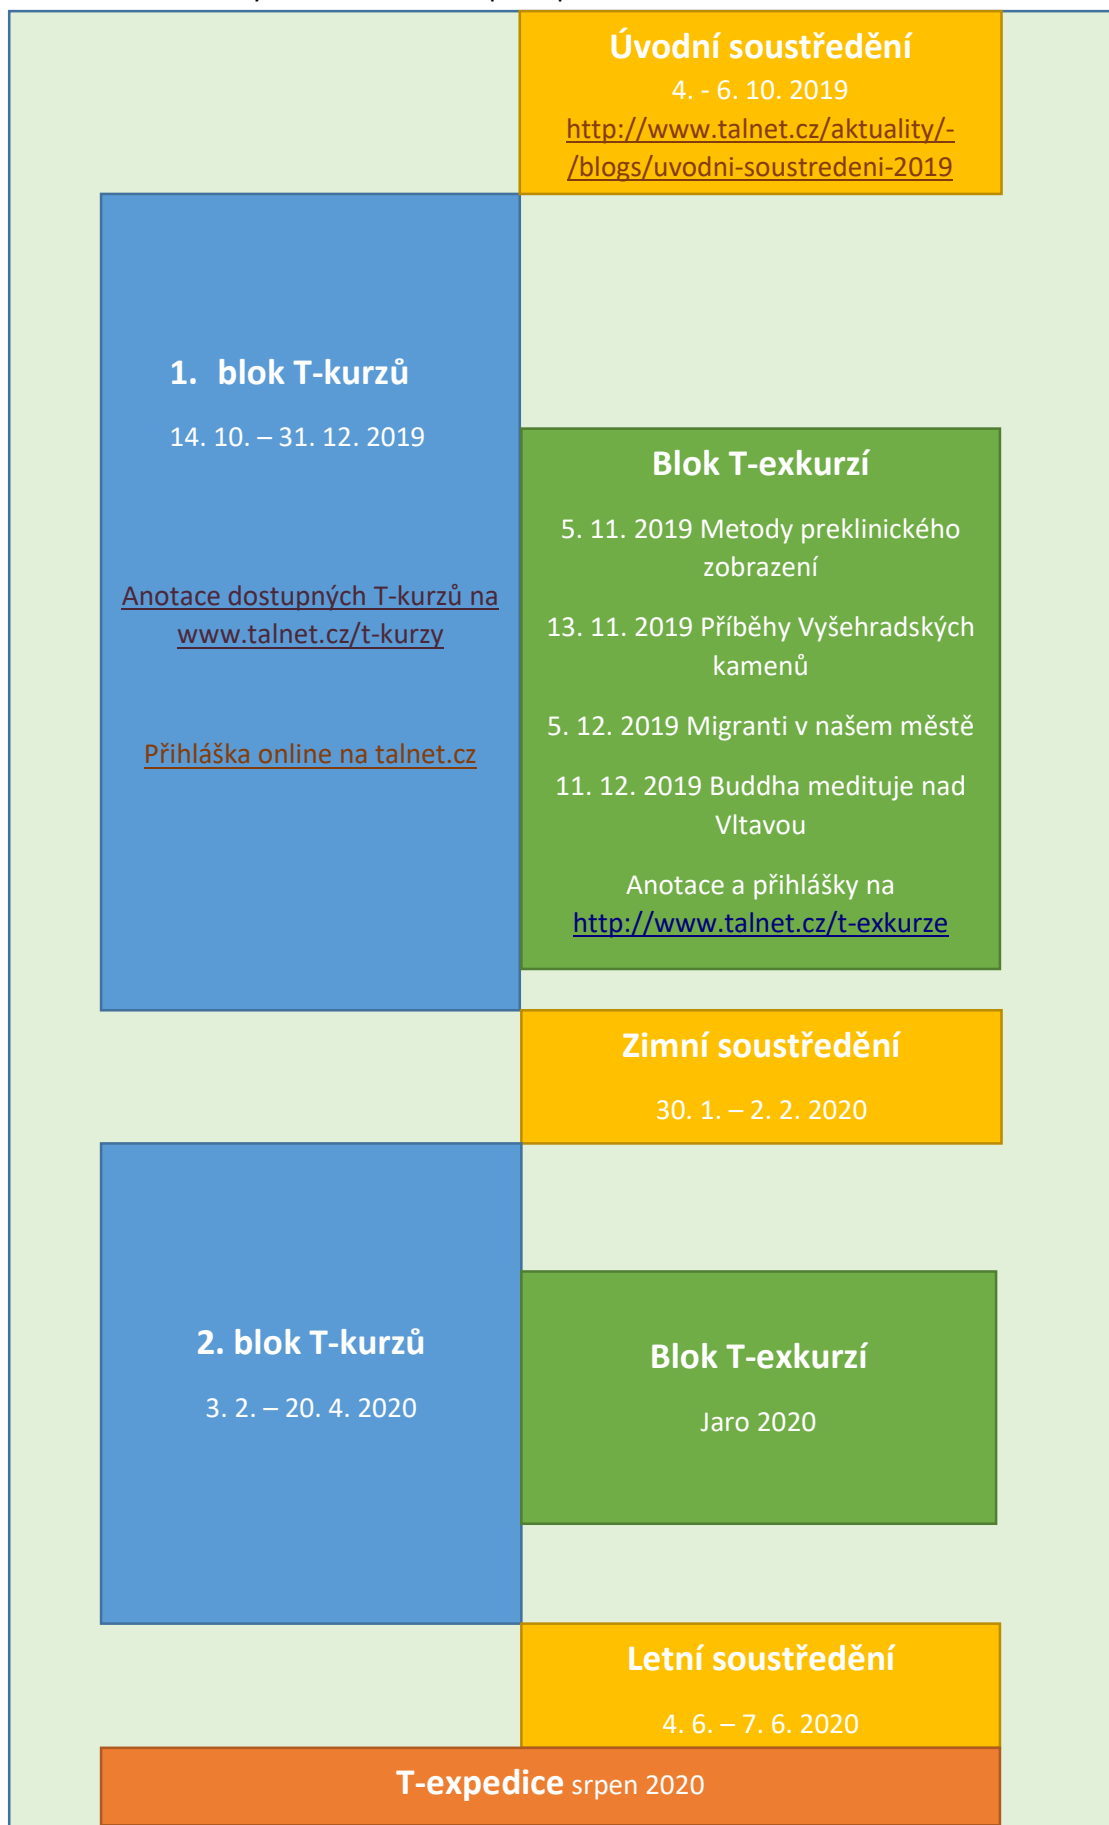 Úvodní soustředění
4. - 6. 10. 2019
http://www.talnet.cz/aktuality/-
/blogs/uvodni-soustredeni-2019
1. blok T-kurzů
14. 10. – 31. 12. 2019
Anotace dostupných T-kurzů na
www.talnet.cz/t-kurzy
Přihláška online na talnet.cz
Blok T-exkurzí
5. 11. 2019 Metody preklinického
zobrazení
13. 11. 2019 Příběhy Vyšehradských
kamenů
5. 12. 2019 Migranti v našem městě
11. 12. 2019 Buddha medituje nad
Vltavou
Anotace a přihlášky na
http://www.talnet.cz/t-exkurze
Zimní soustředění
30. 1. – 2. 2. 2020
2. blok T-kurzů
3. 2. – 20. 4. 2020
Blok T-exkurzí
Jaro 2020
Letní soustředění
4. 6. – 7. 6. 2020
T-expedice srpen 2020